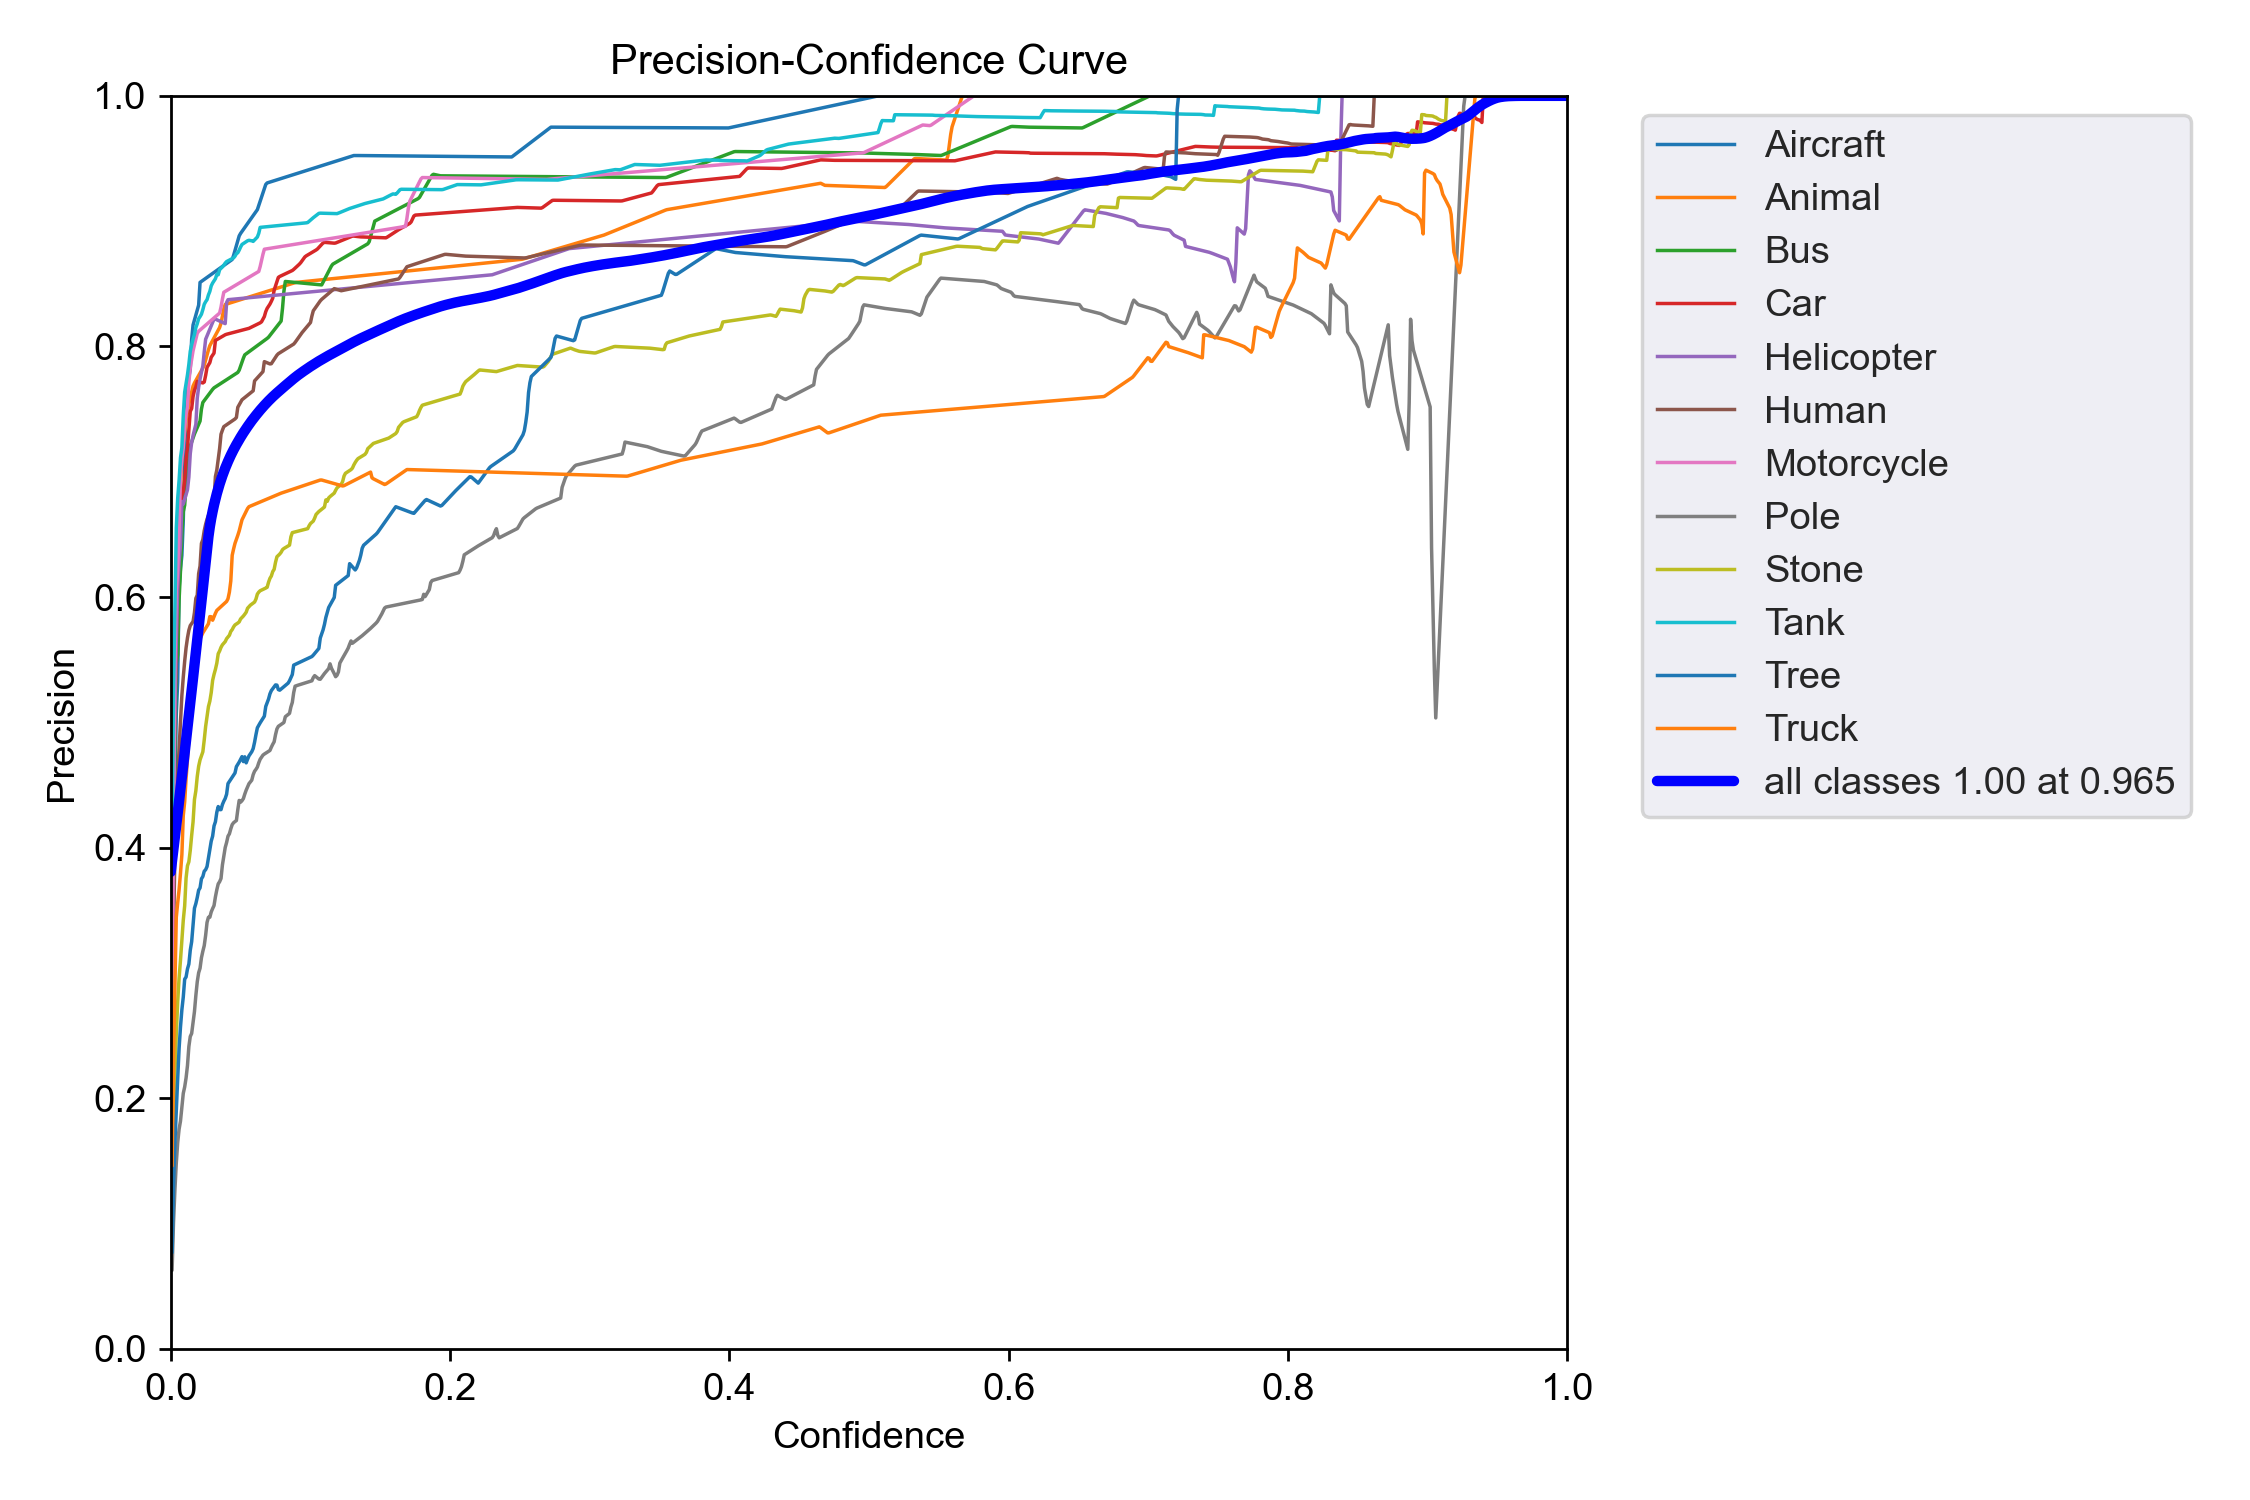 Precision-Confidence Curve
1.0
0.8
0.6
0.4
0.2
0.0
Precision
0.0 0.2 0.4 0.6 0.8 1.0
Confidence
Aircraft
Animal
Bus
Car
Helicopter
Human
Motorcycle
Pole
Stone
Tank
Tree
Truck
all classes 1.00 at 0.965